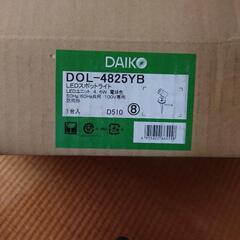 DAIKO
DOL-4825YB
LEDスポットライト
LEDユニット 4.6W 電球色
50Hz/60Hz共用 100V専用
防雨形
1台入
D510
⑧